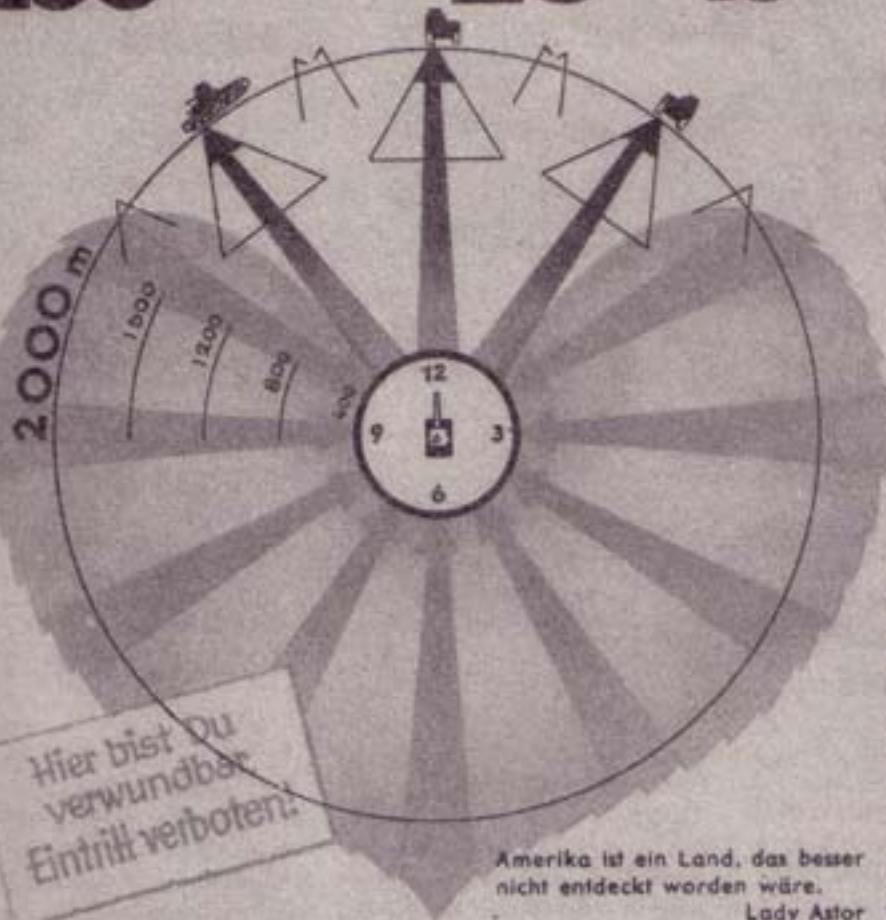 2000 m
1600
1200
800
400
12
9 3
6
Hier bist Du
verwundbar
Eintritt verboten!
Amerika ist ein Land, das besser
nicht entdeckt worden wäre.
Lady Astor